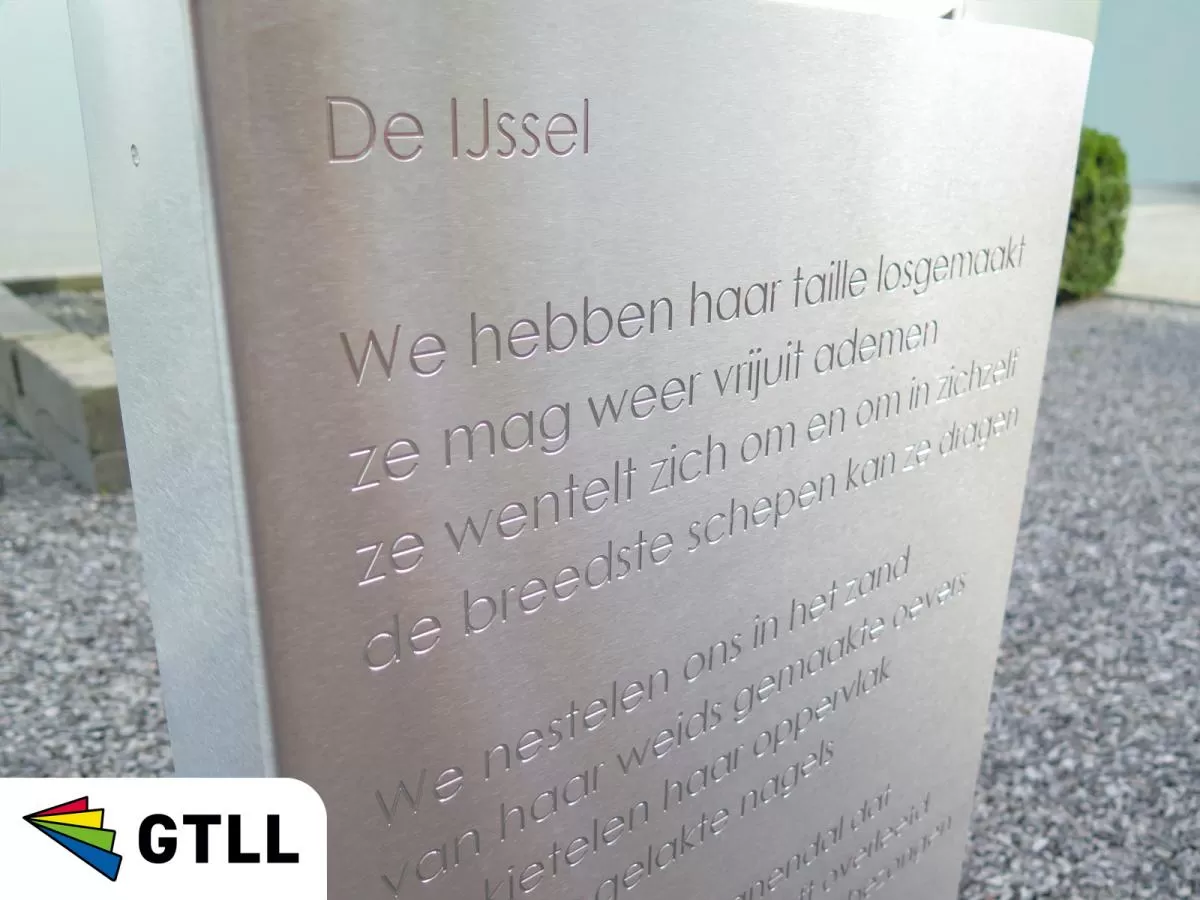 De IJssel
We hebben haar taille losgemaakt
ze mag weer vrijuit ademen
ze wentelt zich om en om in zichzelf
de breedste schepen kan ze dragen
We nestelen ons in het zand
van haar weids gemaakte oevers
kietelen haar oppervlak
gelakte nagels
dat
overleeft
GTLL